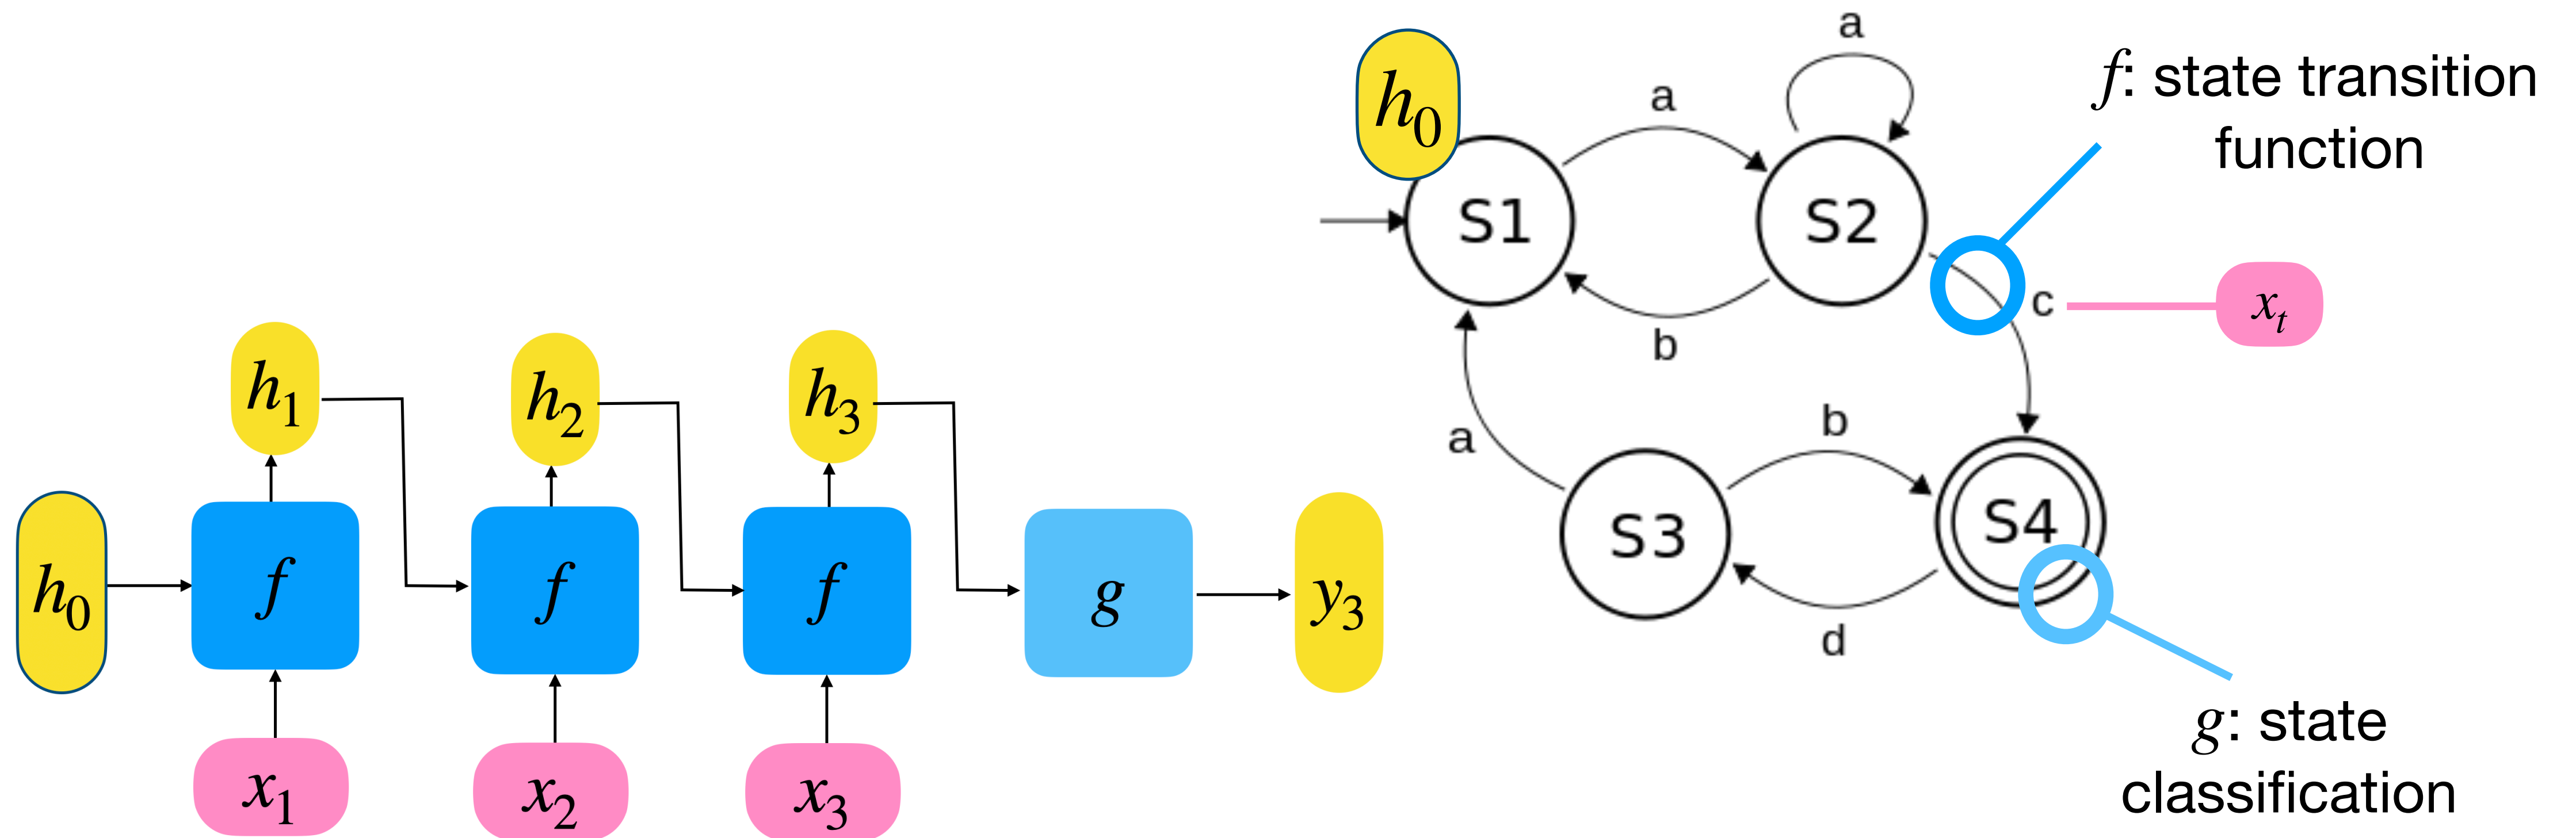 h₁
h₂
h₃
h₀
f
f
f
g
y₃
x₁
x₂
x₃
h₀
a
a
S1
S2
b
c
xₜ
f: state transition
function
a
b
S3
S4
d
g: state
classification